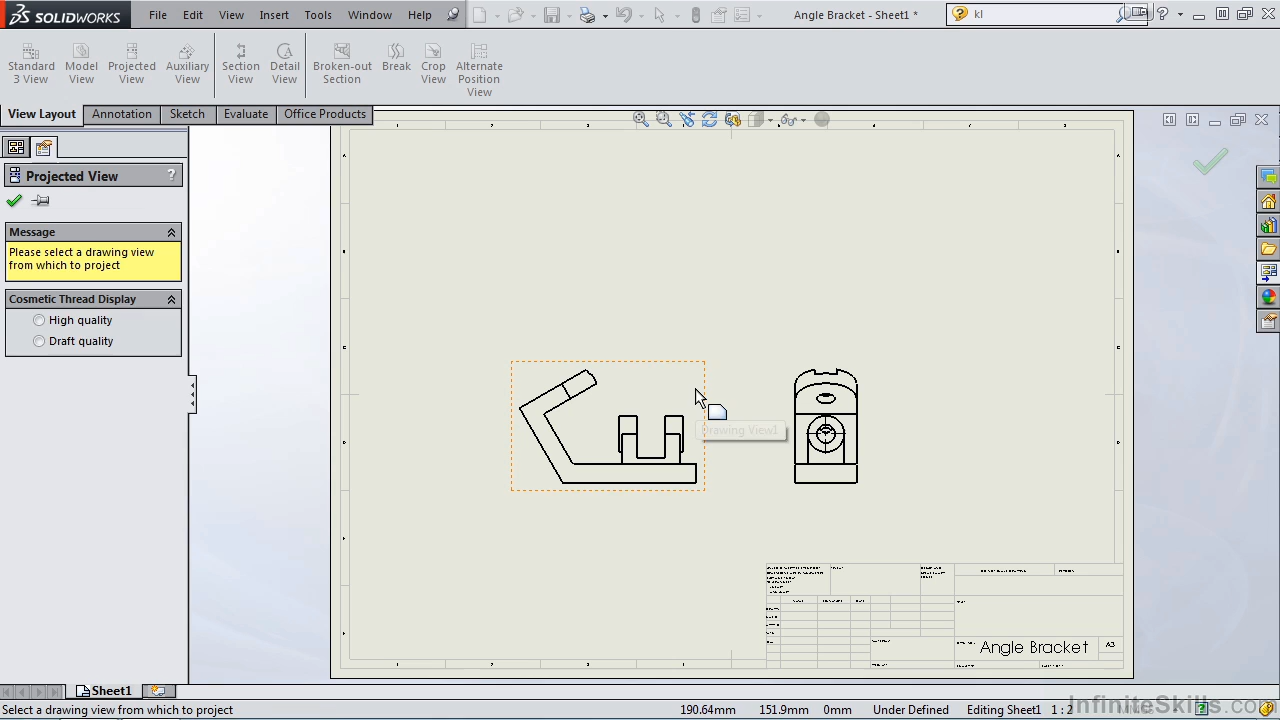 SOLIDWORKS File Edit View Insert Tools Window Help Angle Bracket - Sheet1 * kl
Standard 3 View
Model View
Projected View
Auxiliary View
Section View
Detail View
Broken-out Section
Break
Crop View
Alternate Position View
View Layout Annotation Sketch Evaluate Office Products
Projected View ?
Message
Please select a drawing view
from which to project
Cosmetic Thread Display
High quality
Draft quality
Drawing View1
Angle Bracket A3
Sheet1
InfiniteSkills.com
Select a drawing view from which to project 190.64mm 151.9mm 0mm Under Defined Editing Sheet1 1 : 2